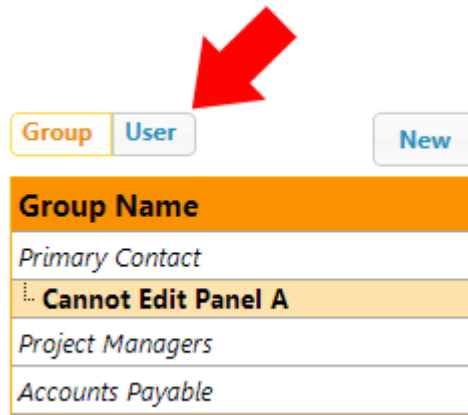 Group User New
Group Name
Primary Contact
Cannot Edit Panel A
Project Managers
Accounts Payable